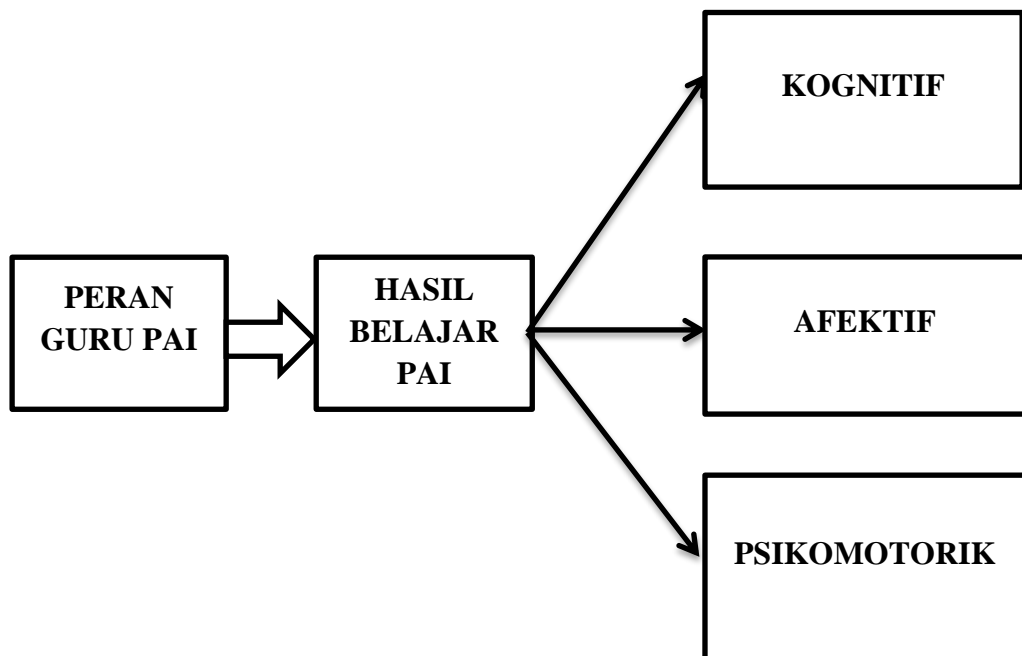 PERAN
GURU PAI
HASIL
BELAJAR
PAI
KOGNITIF
AFEKTIF
PSIKOMOTORIK